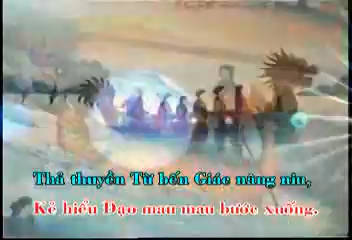 Thả thuyền Từ bến Giác nâng niu,
Kẻ hiểu Đạo mau mau bước xuống.